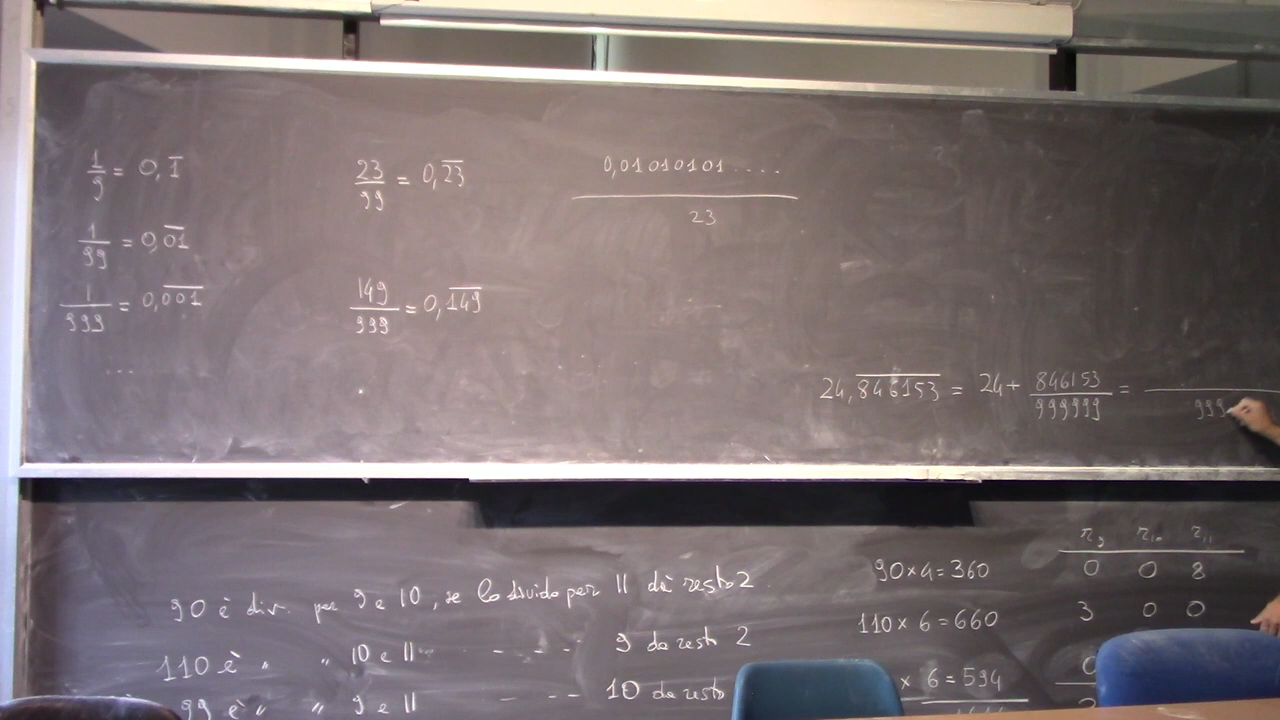 1/9 = 0,1̅
23/99 = 0,2̅3̅
0,01010101.... / 23
1/99 = 0,0̅1̅
1/999 = 0,0̅0̅1̅
149/999 = 0,1̅4̅9̅
...
24,8̅4̅6̅1̅5̅3̅ = 24+ 846153/999999 = /999
90 è div. per 9 e 10, se lo divido per 11 dà resto 2
110 è " " 10 e 11 - - - 9 da resto 2
99 è " " 9 e 11 - - - 10 da resto
90×4=360
110×6=660
× 6=594
r₉ r₁₀ r₁₁
0 0 8
3 0 0
0